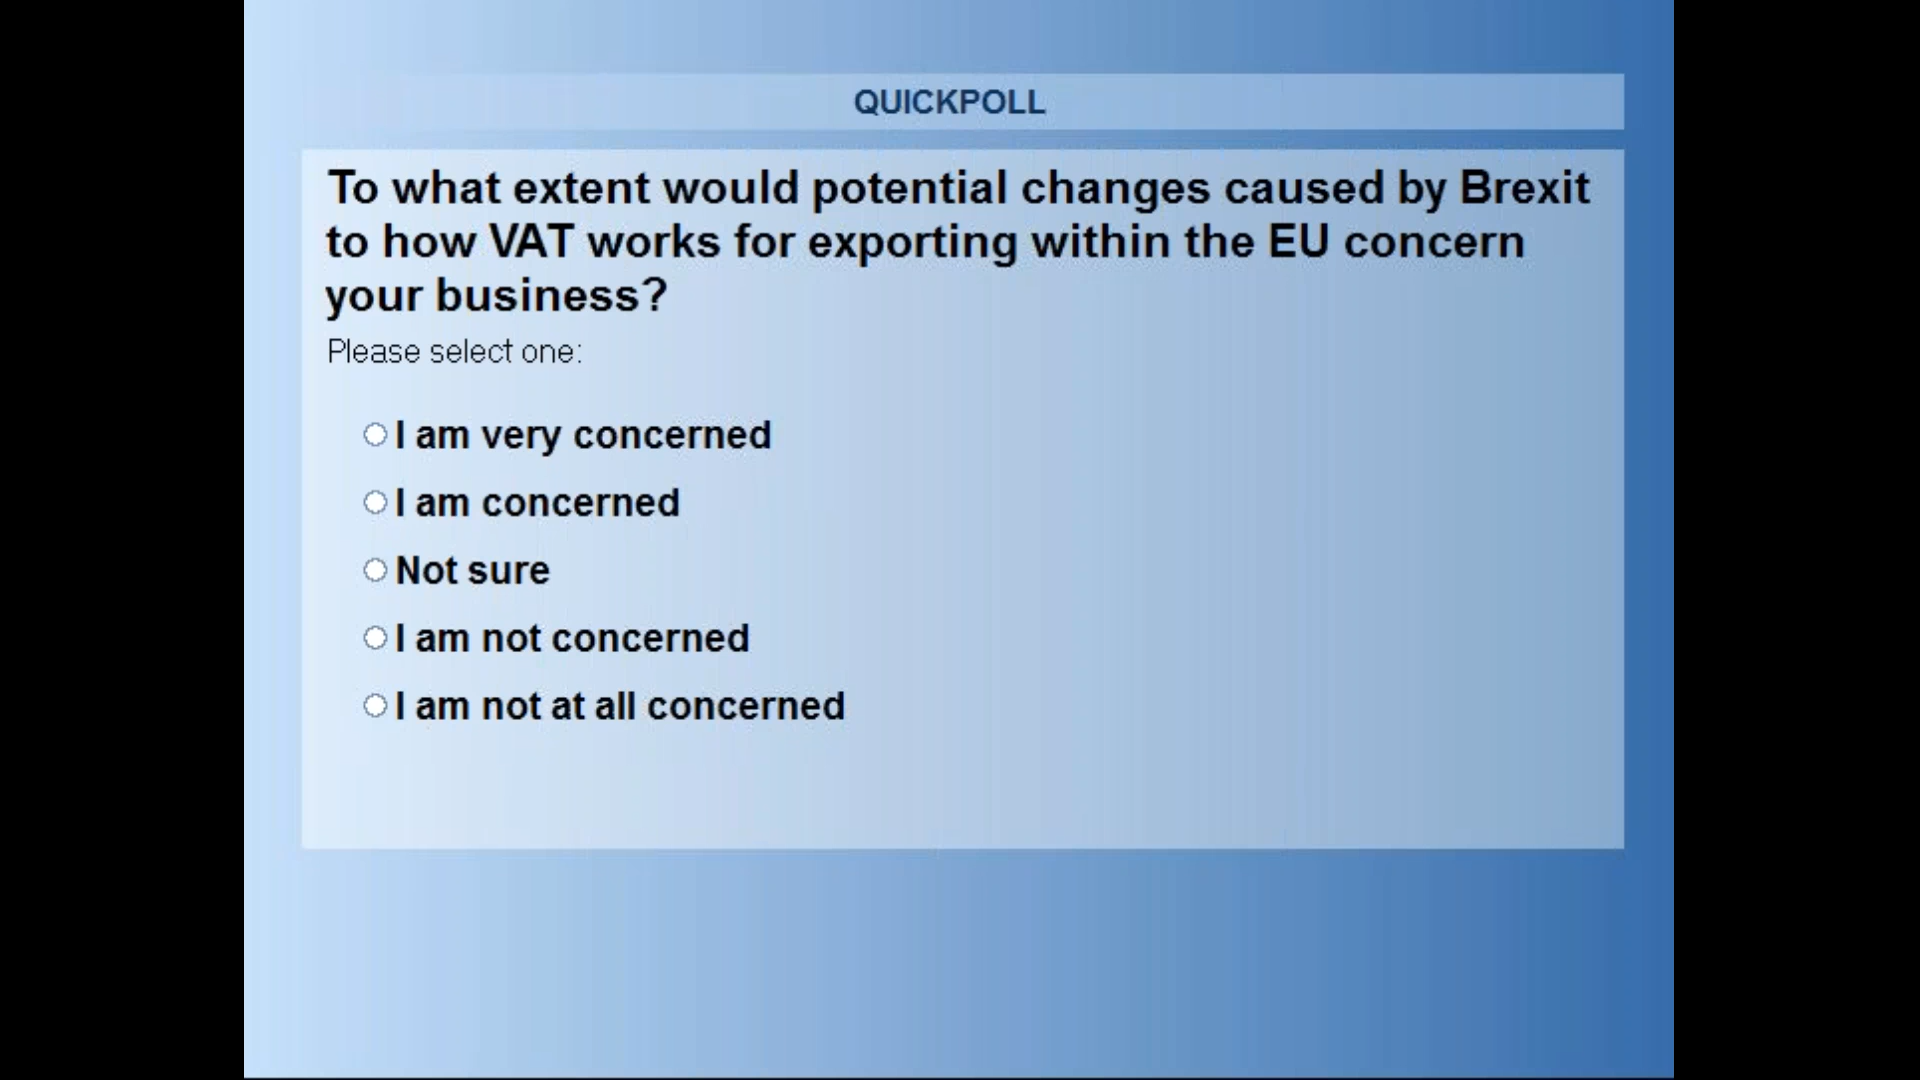 QUICKPOLL
To what extent would potential changes caused by Brexit
to how VAT works for exporting within the EU concern
your business?
Please select one:
I am very concerned
I am concerned
Not sure
I am not concerned
I am not at all concerned